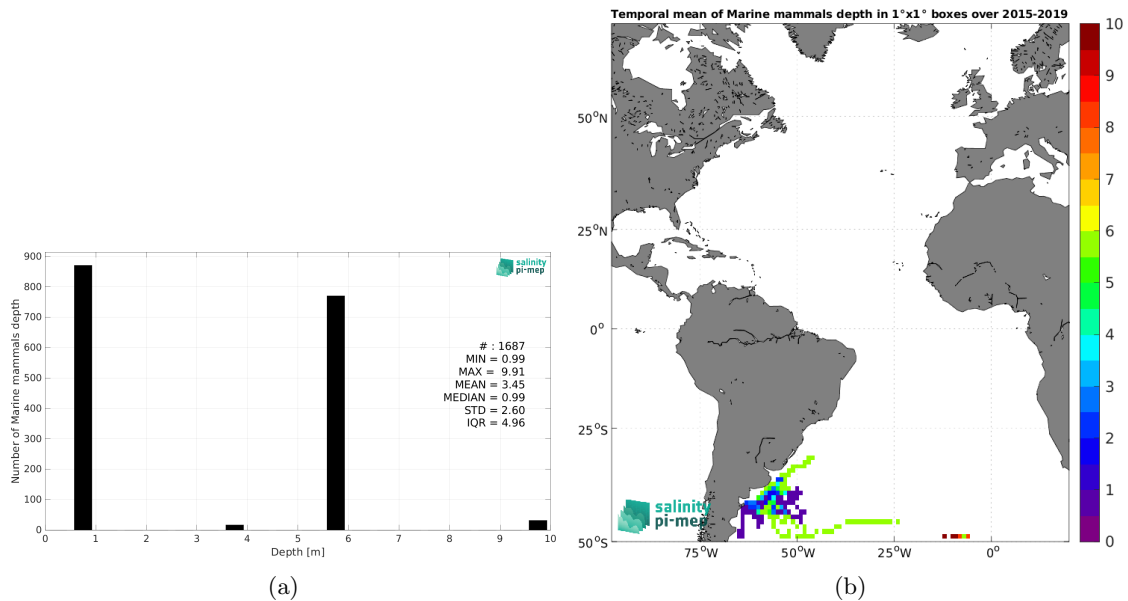 Temporal mean of Marine mammals depth in 1°x1° boxes over 2015-2019
900
800
700
600
500
400
300
200
100
0
Number of Marine mammals depth
salinity
pi-mep
# : 1687
MIN = 0.99
MAX = 9.91
MEAN = 3.45
MEDIAN = 0.99
STD = 2.60
IQR = 4.96
0 1 2 3 4 5 6 7 8 9 10
Depth [m]
(a)
50°N
25°N
0°
25°S
50°S
salinity
pi-mep
75°W 50°W 25°W 0°
10
9
8
7
6
5
4
3
2
1
0
(b)